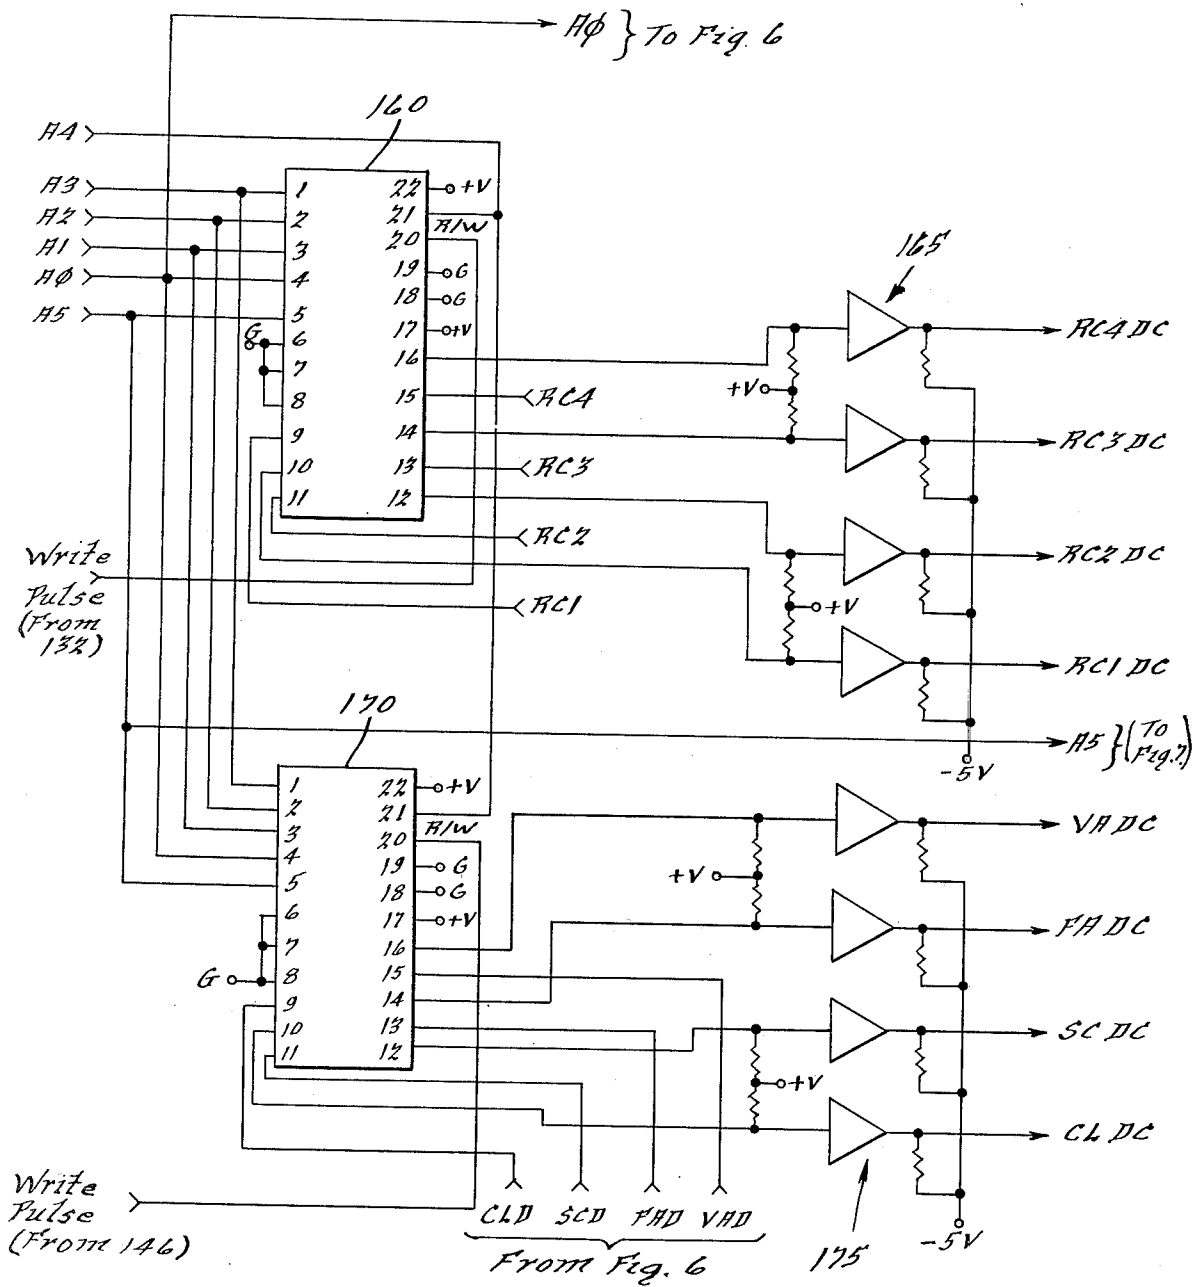 Aϕ } To Fig. 6
160
A4
A3
A2
A1
Aϕ
A5
1 22 +V
2 21
R/W
3 20
4 19 G
18 G
5 17 +V
G
6 16
7
8 15 RC4
9 14
10 13 RC3
11 12
RC2
RC1
165
RC4 DC
+V
RC3 DC
RC2 DC
+V
RC1 DC
-5V
Write
Pulse
(From
132)
170
A5 } (To
Fig. 7)
1 22 +V
2 21
R/W
3 20
4 19 G
5 18 G
6 17 +V
7 16
G 8 15
9 14
10 13
11 12
VA DC
+V
FA DC
SC DC
+V
CL DC
175
-5V
Write
Pulse
(From 146)
CLD SCD FAD VAD
From Fig. 6